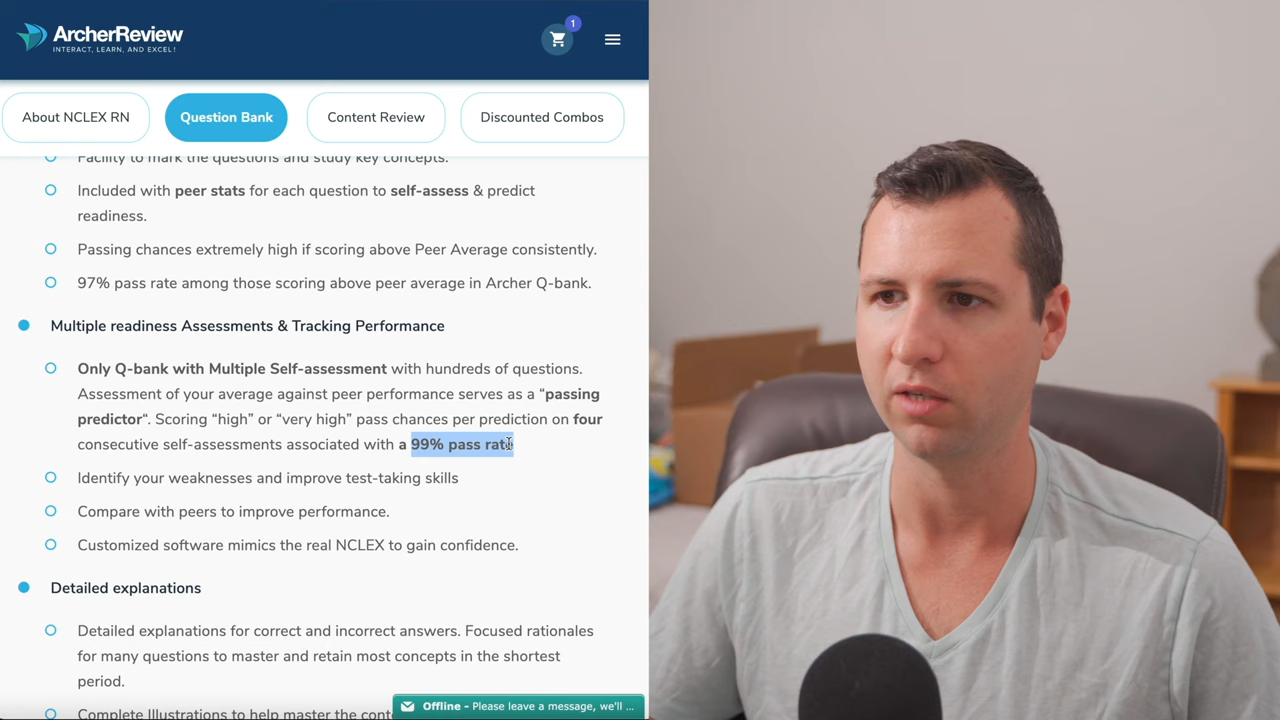 ArcherReview
INTERACT, LEARN, AND EXCEL!
1
About NCLEX RN
Question Bank
Content Review
Discounted Combos
Facility to mark the questions and study key concepts.
Included with peer stats for each question to self-assess & predict
readiness.
Passing chances extremely high if scoring above Peer Average consistently.
97% pass rate among those scoring above peer average in Archer Q-bank.
Multiple readiness Assessments & Tracking Performance
Only Q-bank with Multiple Self-assessment with hundreds of questions.
Assessment of your average against peer performance serves as a “passing
predictor“. Scoring “high” or “very high” pass chances per prediction on four
consecutive self-assessments associated with a 99% pass rate
Identify your weaknesses and improve test-taking skills
Compare with peers to improve performance.
Customized software mimics the real NCLEX to gain confidence.
Detailed explanations
Detailed explanations for correct and incorrect answers. Focused rationales
for many questions to master and retain most concepts in the shortest
period.
Complete Illustrations to help master the
Offline - Please leave a message, we'll ...